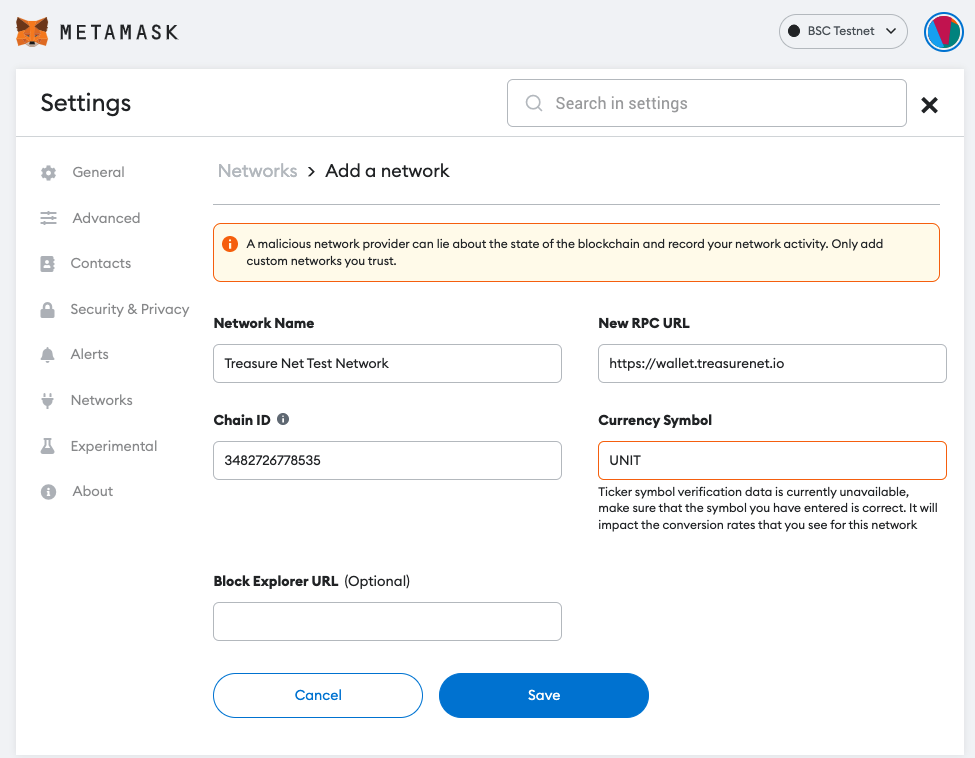 METAMASK
BSC Testnet
Settings
Search in settings
General
Advanced
Contacts
Security & Privacy
Alerts
Networks
Experimental
About
Networks > Add a network
A malicious network provider can lie about the state of the blockchain and record your network activity. Only add
custom networks you trust.
Network Name
Treasure Net Test Network
New RPC URL
https://wallet.treasurenet.io
Chain ID
3482726778535
Currency Symbol
UNIT
Ticker symbol verification data is currently unavailable,
make sure that the symbol you have entered is correct. It will
impact the conversion rates that you see for this network
Block Explorer URL (Optional)
Cancel
Save